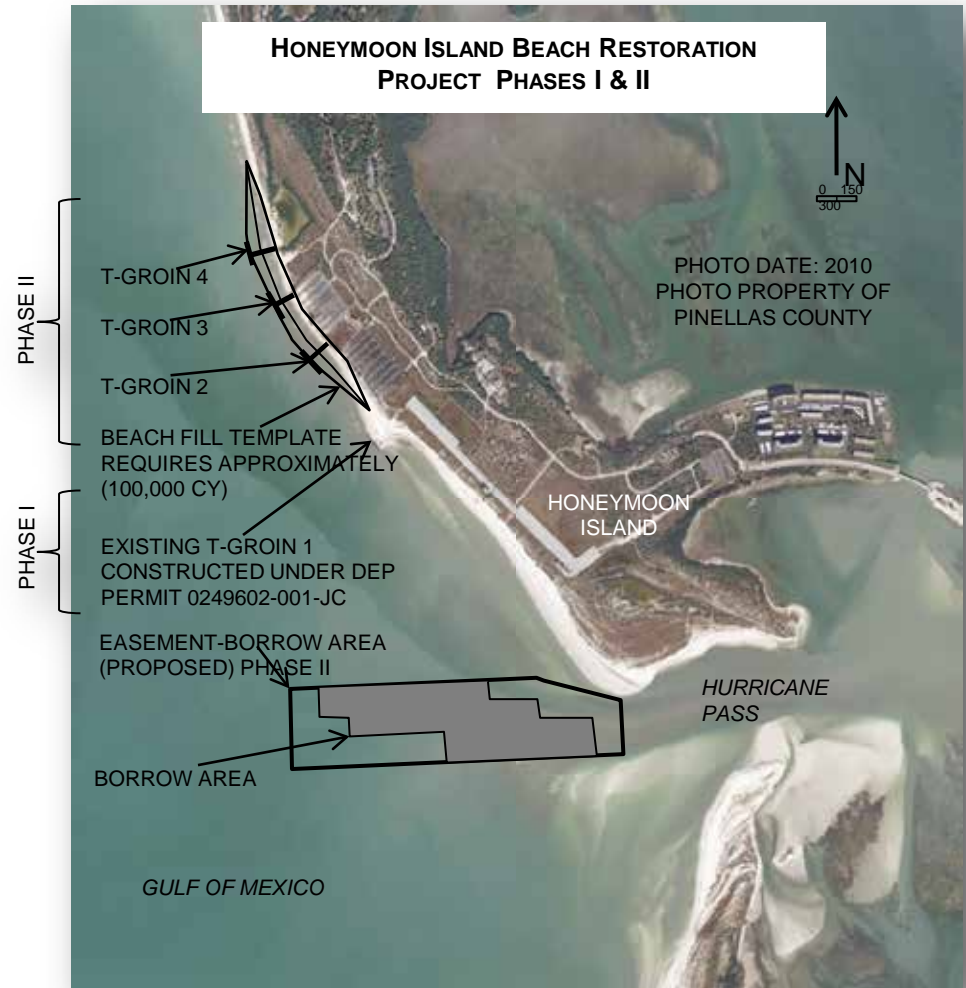 HONEYMOON ISLAND BEACH RESTORATION
PROJECT PHASES I & II
N
0 150
300
PHOTO DATE: 2010
PHOTO PROPERTY OF
PINELLAS COUNTY
PHASE II
T-GROIN 4
T-GROIN 3
T-GROIN 2
BEACH FILL TEMPLATE
REQUIRES APPROXIMATELY
(100,000 CY)
PHASE I
EXISTING T-GROIN 1
CONSTRUCTED UNDER DEP
PERMIT 0249602-001-JC
HONEYMOON
ISLAND
EASEMENT-BORROW AREA
(PROPOSED) PHASE II
HURRICANE
PASS
BORROW AREA
GULF OF MEXICO